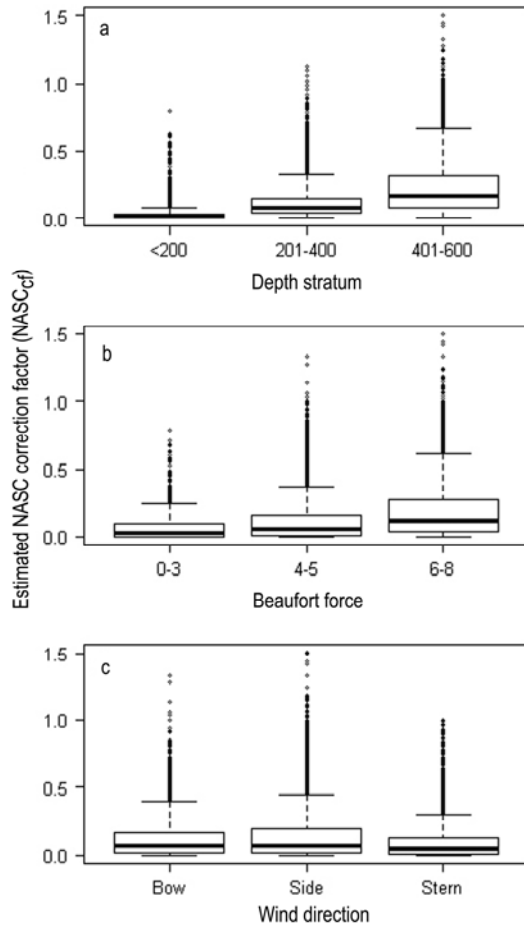 Estimated NASC correction factor (NASCcf)
a
1.5
1.0
0.5
0.0
<200
201-400
401-600
Depth stratum
b
1.5
1.0
0.5
0.0
0-3
4-5
6-8
Beaufort force
c
1.5
1.0
0.5
0.0
Bow
Side
Stern
Wind direction